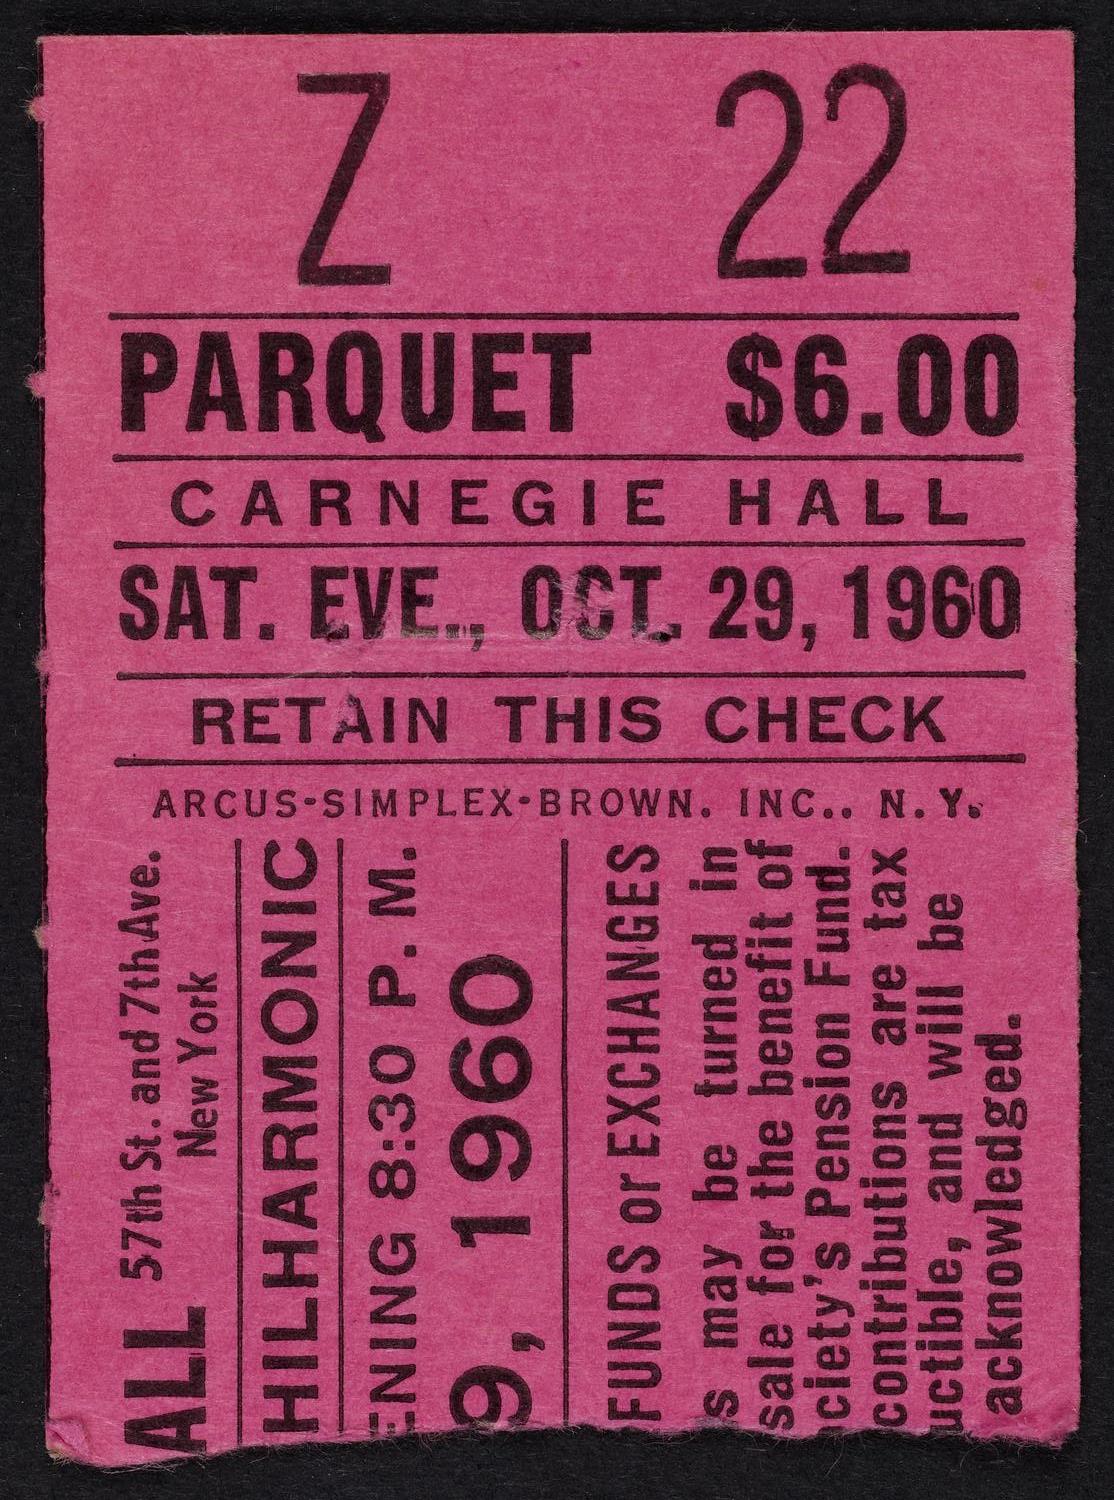 Z 22
PARQUET $6.00
CARNEGIE HALL
SAT. EVE., OCT. 29, 1960
RETAIN THIS CHECK
ARCUS-SIMPLEX-BROWN. INC.. N.Y.
ALL 57th St. and 7th Ave.
New York
HILHARMONIC
ENING 8:30 P. M.
9, 1960
FUNDS or EXCHANGES
s may be turned in
sale for the benefit of
ciety's Pension Fund.
contributions are tax
uctible, and will be
acknowledged.